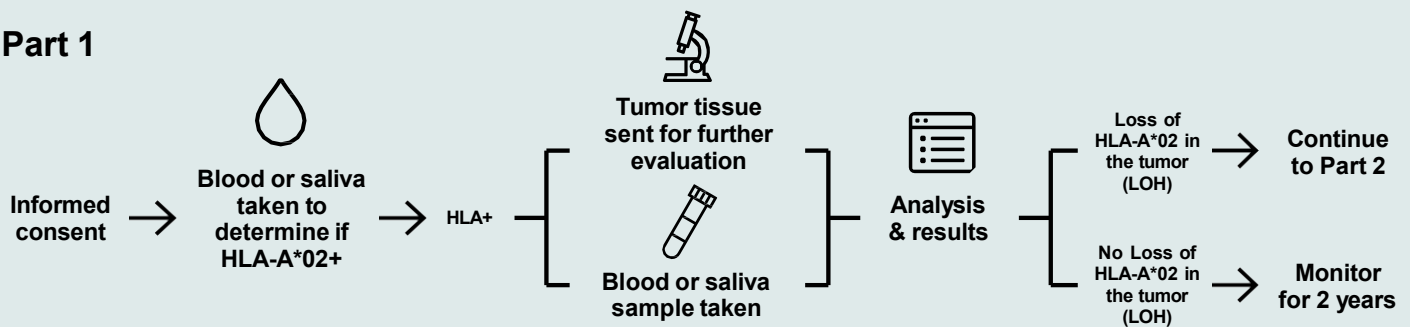 Part 1
Informed
consent
Blood or saliva
taken to
determine if
HLA-A*02+
HLA+
Tumor tissue
sent for further
evaluation
Blood or saliva
sample taken
Analysis
& results
Loss of
HLA-A*02 in
the tumor
(LOH)
Continue
to Part 2
No Loss of
HLA-A*02 in
the tumor
(LOH)
Monitor
for 2 years